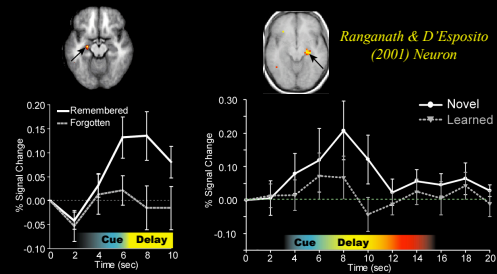 Ranganath & D'Esposito
(2001) Neuron
0.20
0.15
0.10
0.05
0.00
-0.05
-0.10
% Signal Change
Remembered
Forgotten
Cue Delay
0 2 4 6 8 10
Time (sec)
0.30
0.20
0.10
0.00
-0.10
% Signal Change
Novel
Learned
Cue Delay
0 2 4 6 8 10 12 14 16 18 20
Time (sec)